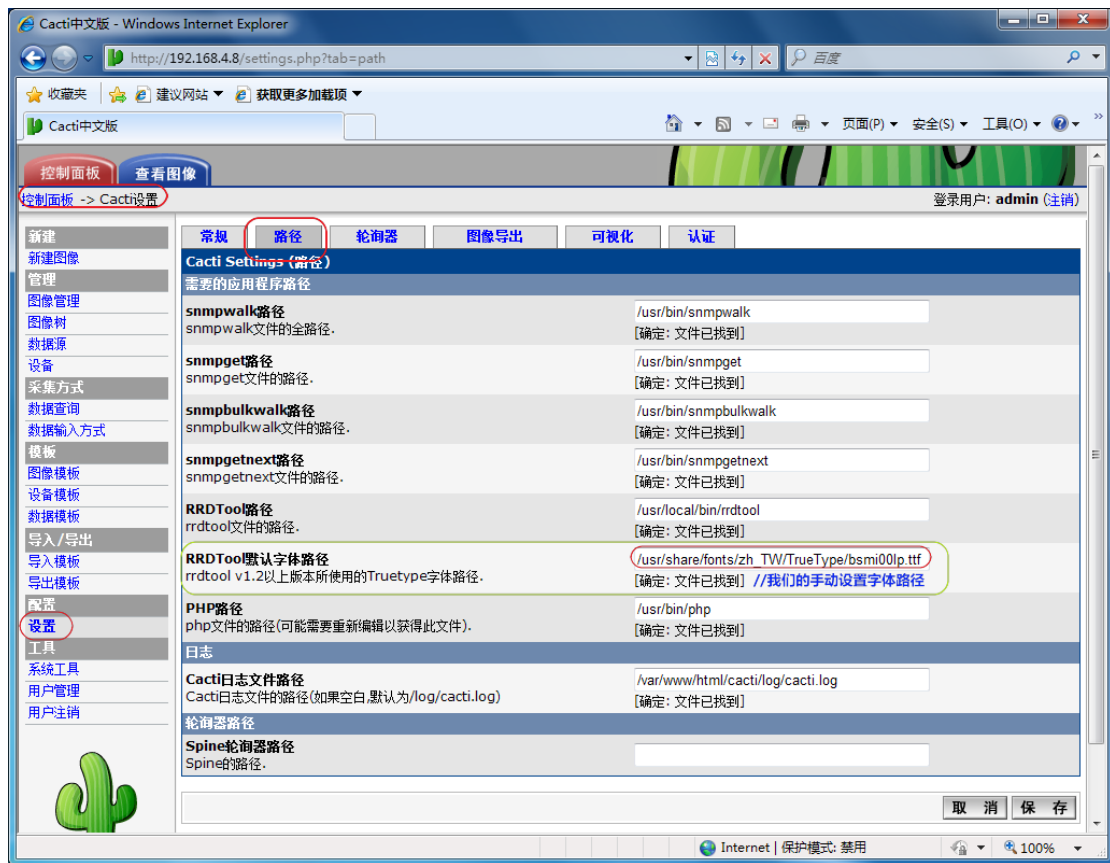 Cacti中文版 - Windows Internet Explorer
http://192.168.4.8/settings.php?tab=path
百度
收藏夹 建议网站 获取更多加载项
Cacti中文版
页面(P) 安全(S) 工具(O)
控制面板 查看图像
控制面板 -> Cacti设置
登录用户: admin (注销)
新建
新建图像
管理
图像管理
图像树
数据源
设备
采集方式
数据查询
数据输入方式
模板
图像模板
设备模板
数据模板
导入/导出
导入模板
导出模板
配置
设置
工具
系统工具
用户管理
用户注销
常规 路径 轮询器 图像导出 可视化 认证
Cacti Settings (路径)
需要的应用程序路径
snmpwalk路径
snmpwalk文件的全路径.
/usr/bin/snmpwalk
[确定: 文件已找到]
snmpget路径
snmpget文件的路径.
/usr/bin/snmpget
[确定: 文件已找到]
snmpbulkwalk路径
snmpbulkwalk文件的路径.
/usr/bin/snmpbulkwalk
[确定: 文件已找到]
snmpgetnext路径
snmpgetnext文件的路径.
/usr/bin/snmpgetnext
[确定: 文件已找到]
RRDTool路径
rrdtool文件的路径.
/usr/local/bin/rrdtool
[确定: 文件已找到]
RRDTool默认字体路径
rrdtool v1.2以上版本所使用的Truetype字体路径.
/usr/share/fonts/zh_TW/TrueType/bsmi00lp.ttf
[确定: 文件已找到] //我们的手动设置字体路径
PHP路径
php文件的路径(可能需要重新编辑以获得此文件).
/usr/bin/php
[确定: 文件已找到]
日志
Cacti日志文件路径
Cacti日志文件的路径(如果空白,默认为/log/cacti.log)
/var/www/html/cacti/log/cacti.log
[确定: 文件已找到]
轮询器路径
Spine轮询器路径
Spine的路径.
取 消 保 存
Internet | 保护模式: 禁用
100%